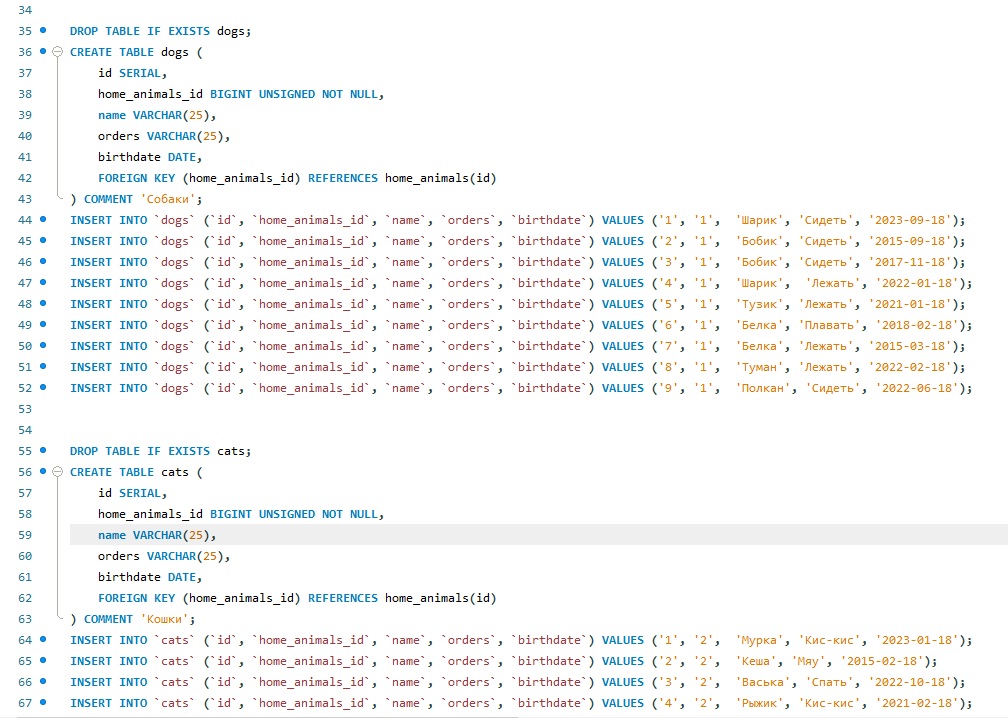 34
35 DROP TABLE IF EXISTS dogs;
36 CREATE TABLE dogs (
37 id SERIAL,
38 home_animals_id BIGINT UNSIGNED NOT NULL,
39 name VARCHAR(25),
40 orders VARCHAR(25),
41 birthdate DATE,
42 FOREIGN KEY (home_animals_id) REFERENCES home_animals(id)
43 ) COMMENT 'Собаки';
44 INSERT INTO `dogs` (`id`, `home_animals_id`, `name`, `orders`, `birthdate`) VALUES ('1', '1', 'Шарик', 'Сидеть', '2023-09-18');
45 INSERT INTO `dogs` (`id`, `home_animals_id`, `name`, `orders`, `birthdate`) VALUES ('2', '1', 'Бобик', 'Сидеть', '2015-09-18');
46 INSERT INTO `dogs` (`id`, `home_animals_id`, `name`, `orders`, `birthdate`) VALUES ('3', '1', 'Бобик', 'Сидеть', '2017-11-18');
47 INSERT INTO `dogs` (`id`, `home_animals_id`, `name`, `orders`, `birthdate`) VALUES ('4', '1', 'Шарик', 'Лежать', '2022-01-18');
48 INSERT INTO `dogs` (`id`, `home_animals_id`, `name`, `orders`, `birthdate`) VALUES ('5', '1', 'Тузик', 'Лежать', '2021-01-18');
49 INSERT INTO `dogs` (`id`, `home_animals_id`, `name`, `orders`, `birthdate`) VALUES ('6', '1', 'Белка', 'Плавать', '2018-02-18');
50 INSERT INTO `dogs` (`id`, `home_animals_id`, `name`, `orders`, `birthdate`) VALUES ('7', '1', 'Белка', 'Лежать', '2015-03-18');
51 INSERT INTO `dogs` (`id`, `home_animals_id`, `name`, `orders`, `birthdate`) VALUES ('8', '1', 'Туман', 'Лежать', '2022-02-18');
52 INSERT INTO `dogs` (`id`, `home_animals_id`, `name`, `orders`, `birthdate`) VALUES ('9', '1', 'Полкан', 'Сидеть', '2022-06-18');
53
54
55 DROP TABLE IF EXISTS cats;
56 CREATE TABLE cats (
57 id SERIAL,
58 home_animals_id BIGINT UNSIGNED NOT NULL,
59 name VARCHAR(25),
60 orders VARCHAR(25),
61 birthdate DATE,
62 FOREIGN KEY (home_animals_id) REFERENCES home_animals(id)
63 ) COMMENT 'Кошки';
64 INSERT INTO `cats` (`id`, `home_animals_id`, `name`, `orders`, `birthdate`) VALUES ('1', '2', 'Мурка', 'Кис-кис', '2023-01-18');
65 INSERT INTO `cats` (`id`, `home_animals_id`, `name`, `orders`, `birthdate`) VALUES ('2', '2', 'Кеша', 'Мяу', '2015-02-18');
66 INSERT INTO `cats` (`id`, `home_animals_id`, `name`, `orders`, `birthdate`) VALUES ('3', '2', 'Васька', 'Спать', '2022-10-18');
67 INSERT INTO `cats` (`id`, `home_animals_id`, `name`, `orders`, `birthdate`) VALUES ('4', '2', 'Рыжик', 'Кис-кис', '2021-02-18');